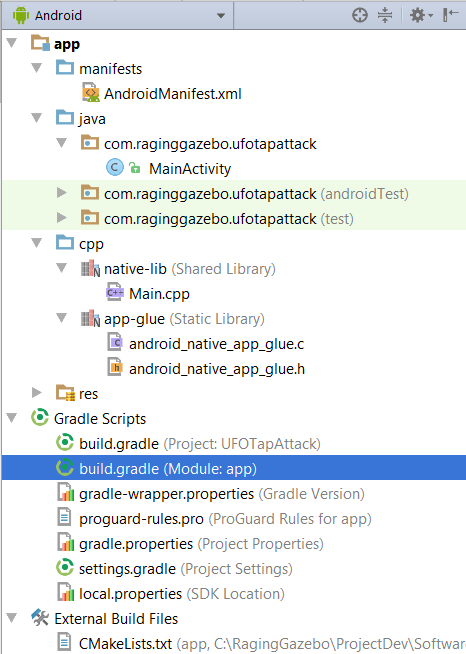 Android
app
manifests
AndroidManifest.xml
java
com.raginggazebo.ufotapattack
C MainActivity
com.raginggazebo.ufotapattack (androidTest)
com.raginggazebo.ufotapattack (test)
cpp
native-lib (Shared Library)
C++ Main.cpp
app-glue (Static Library)
C android_native_app_glue.c
h android_native_app_glue.h
res
Gradle Scripts
build.gradle (Project: UFOTapAttack)
build.gradle (Module: app)
gradle-wrapper.properties (Gradle Version)
proguard-rules.pro (ProGuard Rules for app)
gradle.properties (Project Properties)
settings.gradle (Project Settings)
local.properties (SDK Location)
External Build Files
CMakeLists.txt (app, C:\RagingGazebo\ProjectDev\Software